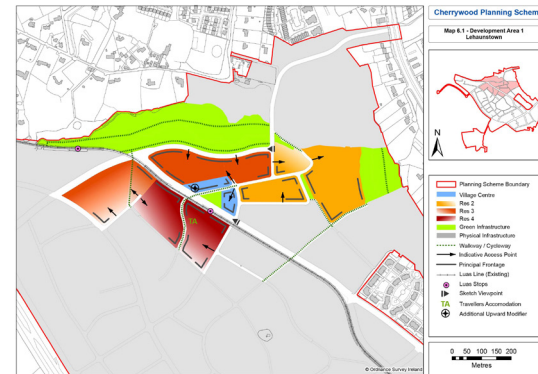 Cherrywood Planning Scheme
Map 6.1 - Development Area 1
Lehaunstown
N
Planning Scheme Boundary
Village Centre
Res 2
Res 3
Res 4
Green Infrastructure
Physical Infrastructure
Walkway / Cycleway
Indicative Access Point
Principal Frontage
Luas Line (Existing)
Luas Stops
Sketch Viewpoint
TA Travellers Accomodation
Additional Upward Modifier
0 50 100 150 200
Metres
TA
© Ordnance Survey Ireland